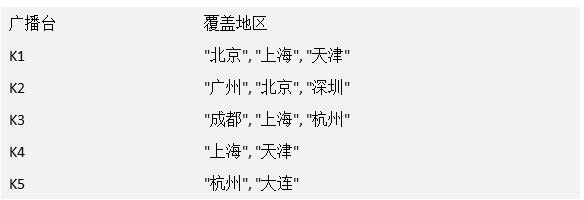 广播台 覆盖地区
K1 "北京", "上海", "天津"
K2 "广州", "北京", "深圳"
K3 "成都", "上海", "杭州"
K4 "上海", "天津"
K5 "杭州", "大连"